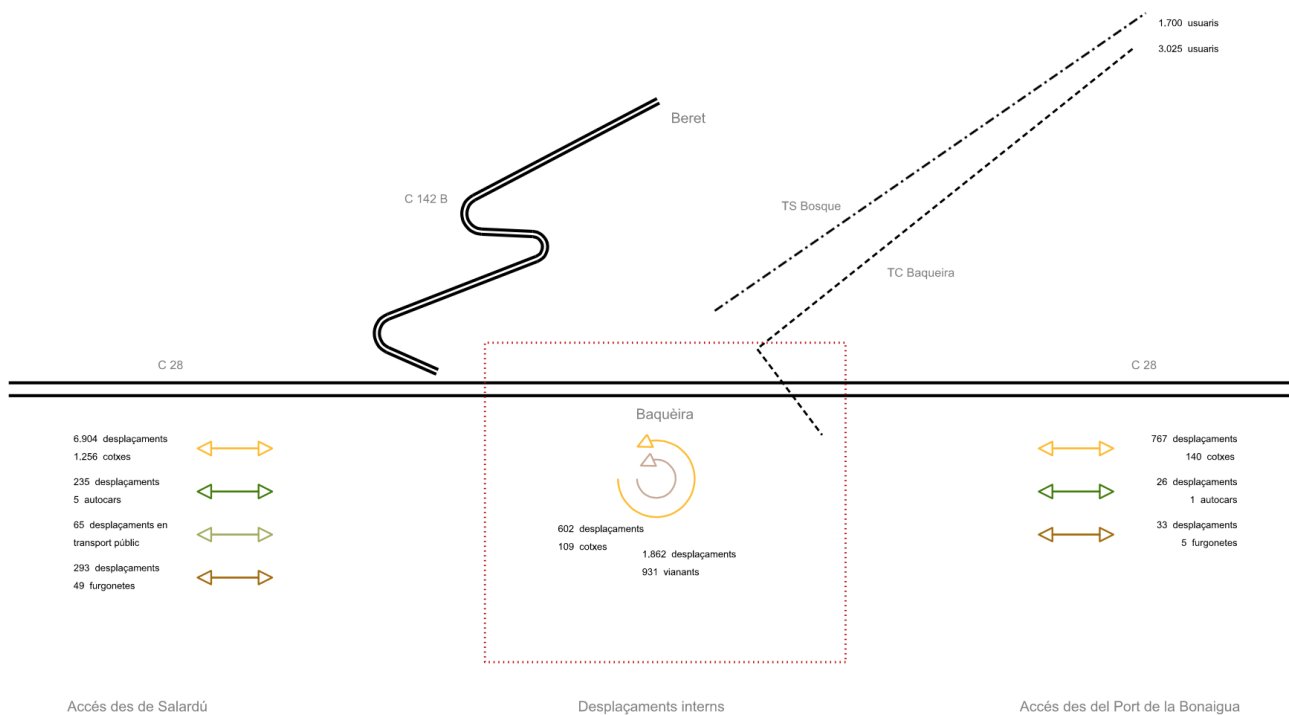 1.700 usuaris
3.025 usuaris
Beret
C 142 B
TS Bosque
TC Baqueira
C 28
C 28
Baquèira
6.904 desplaçaments
1.256 cotxes
235 desplaçaments
5 autocars
65 desplaçaments en
transport públic
293 desplaçaments
49 furgonetes
602 desplaçaments
109 cotxes
1.862 desplaçaments
931 vianants
767 desplaçaments
140 cotxes
26 desplaçaments
1 autocars
33 desplaçaments
5 furgonetes
Accés des de Salardú
Desplaçaments interns
Accés des del Port de la Bonaigua